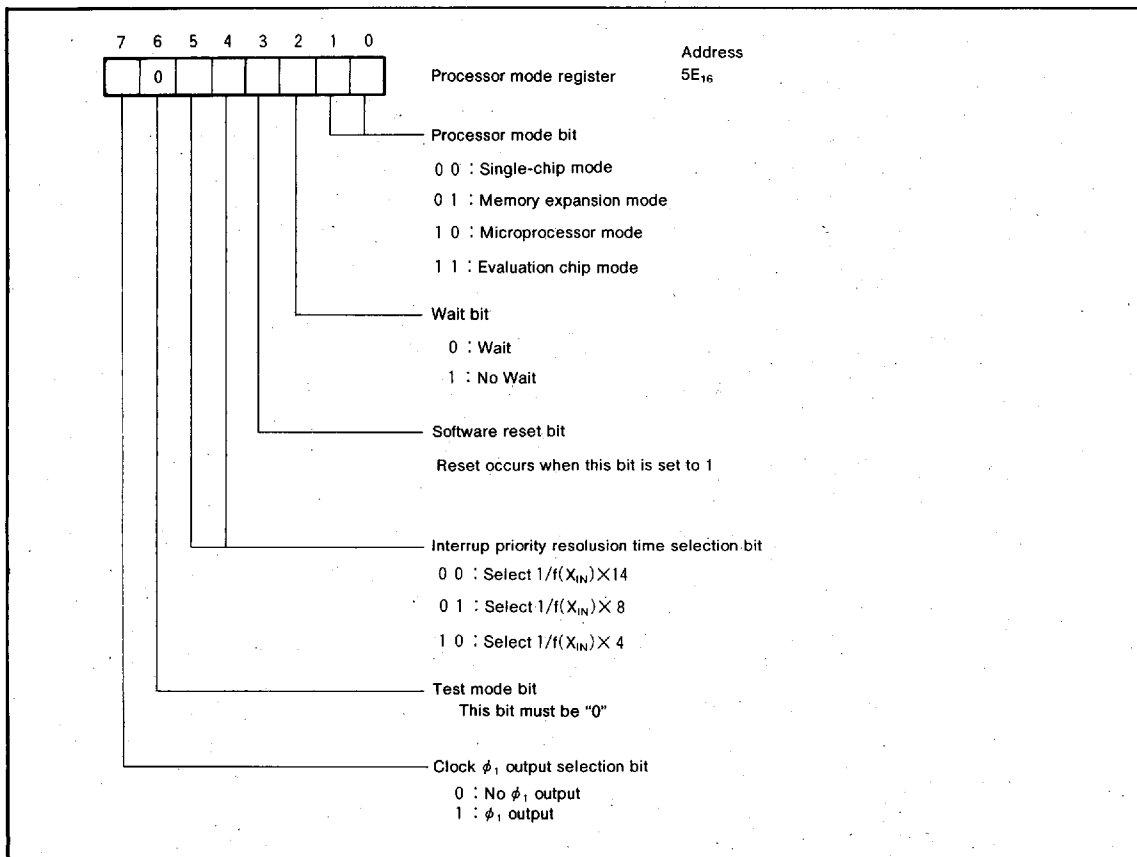 7 6 5 4 3 2 1 0
Address
0
Processor mode register
5E₁₆
Processor mode bit
0 0 : Single-chip mode
0 1 : Memory expansion mode
1 0 : Microprocessor mode
1 1 : Evaluation chip mode
Wait bit
0 : Wait
1 : No Wait
Software reset bit
Reset occurs when this bit is set to 1
Interrup priority resolusion time selection bit
0 0 : Select 1/f(X_IN)×14
0 1 : Select 1/f(X_IN)× 8
1 0 : Select 1/f(X_IN)× 4
Test mode bit
This bit must be “0”
Clock ϕ₁ output selection bit
0 : No ϕ₁ output
1 : ϕ₁ output